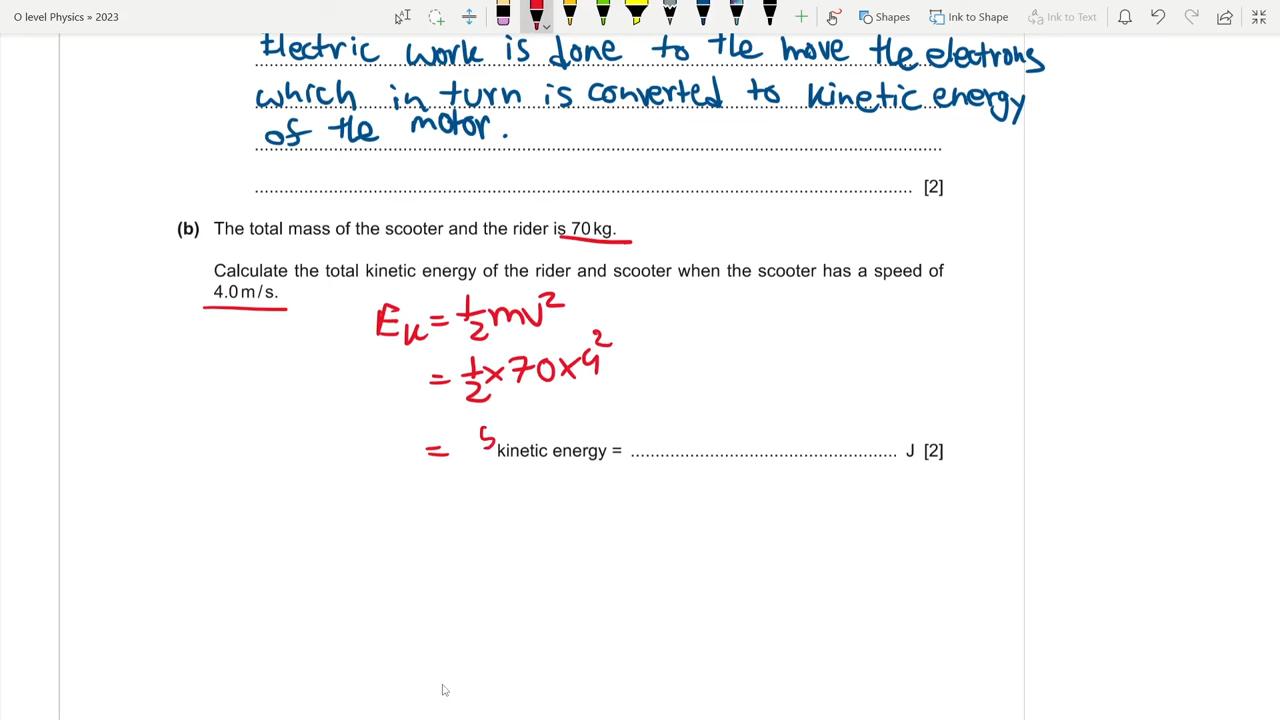 O level Physics » 2023
Shapes
Ink to Shape
Ink to Text
Electric work is done to the move the electrons
which in turn is converted to kinetic energy
of the motor.
[2]
(b) The total mass of the scooter and the rider is 70 kg.
Calculate the total kinetic energy of the rider and scooter when the scooter has a speed of
4.0 m / s.
Ek = ½mv²
= ½ × 70 × 4²
= 5
kinetic energy = ...................................................... J [2]